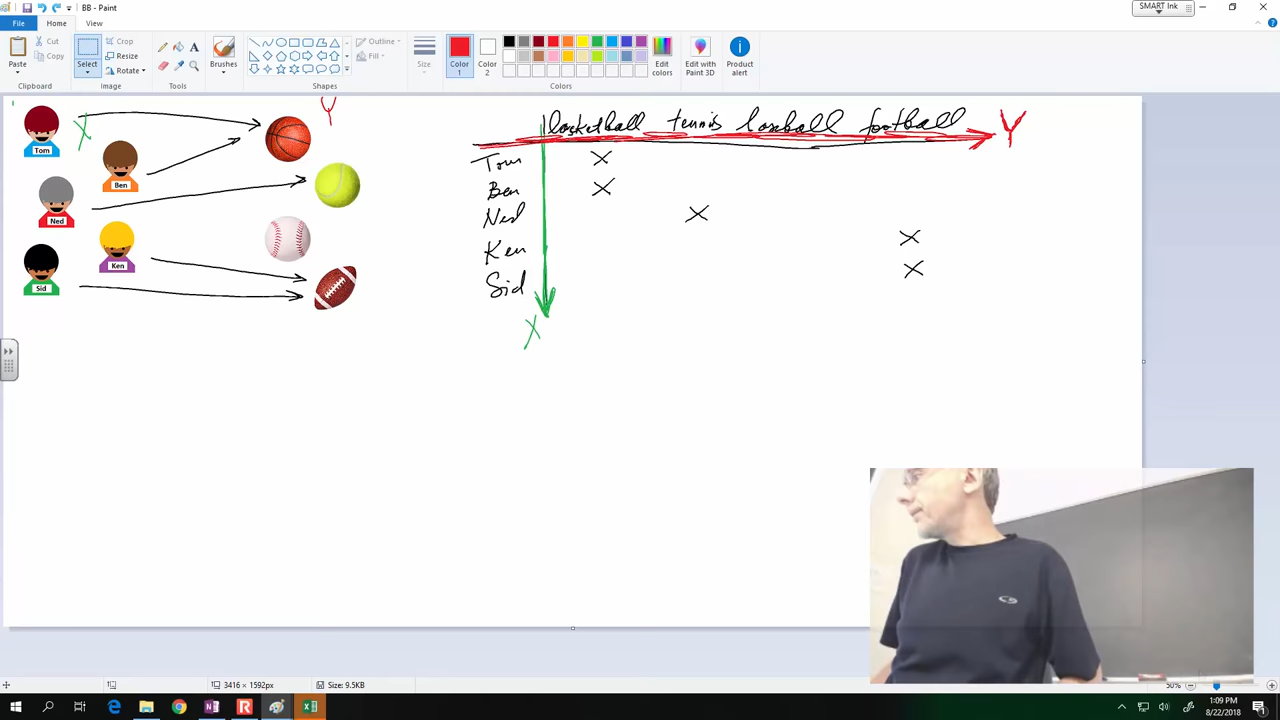 BB - Paint
SMART Ink
File Home View
Paste
Cut
Copy
Clipboard
Select
Crop
Resize
Rotate
Image
Tools
Brushes
Shapes
Outline
Fill
Size
Color 1
Color 2
Colors
Edit colors
Edit with Paint 3D
Product alert
X
Y
Tom
Ben
Ned
Ken
Sid
basketball tennis baseball football Y
Tom X
Ben X
Ned X
Ken X
Sid X
X
3416 × 1592px
Size: 9.5KB
50%
1:09 PM
8/22/2018